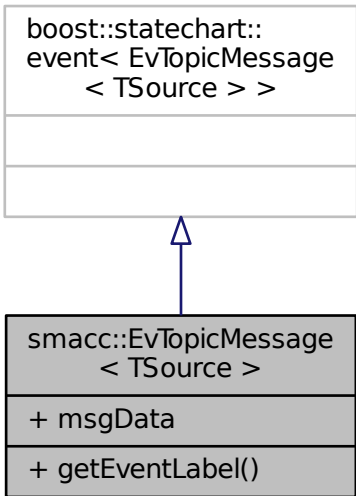 boost::statechart::
event< EvTopicMessage
< TSource > >
smacc::EvTopicMessage
< TSource >
+ msgData
+ getEventLabel()